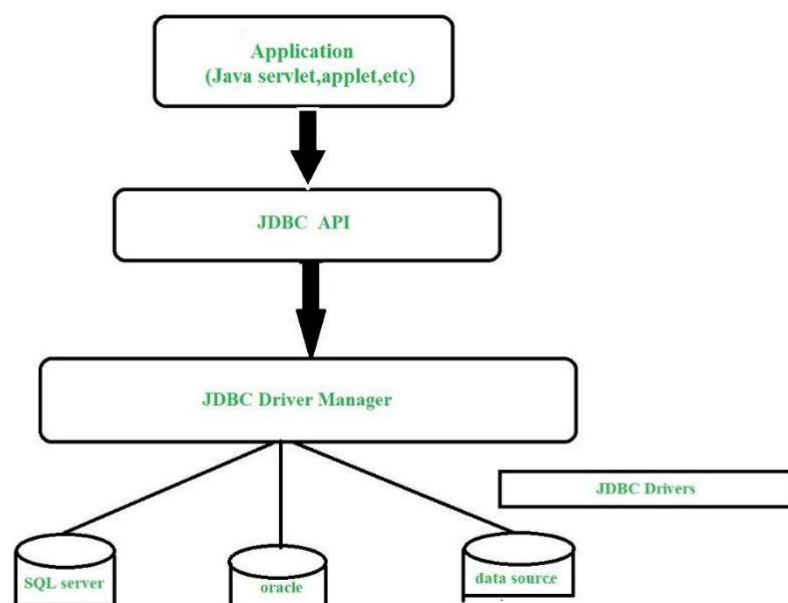 Application
(Java servlet,applet,etc)
JDBC API
JDBC Driver Manager
JDBC Drivers
SQL server
oracle
data source